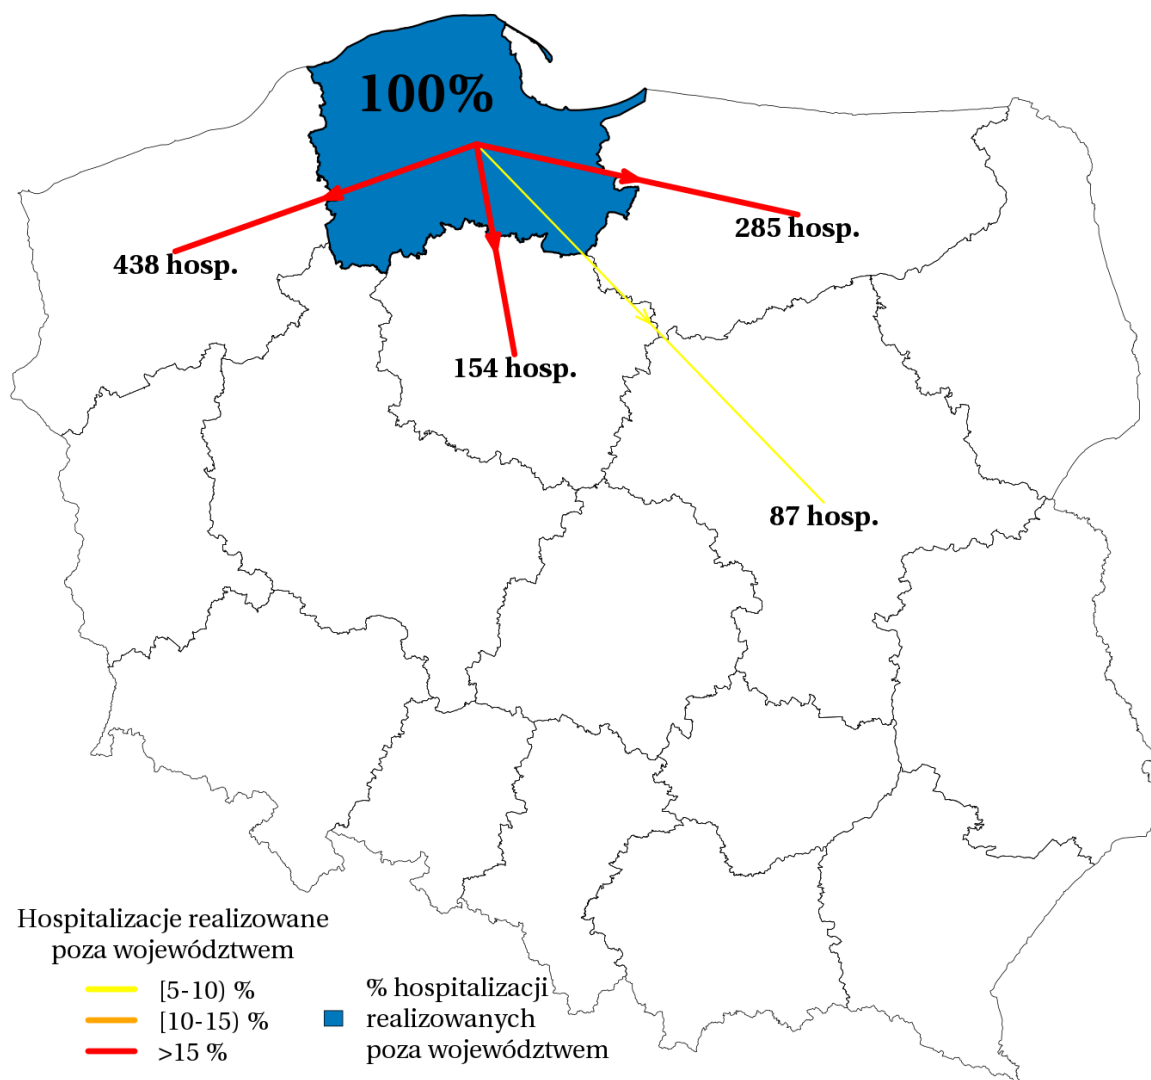 100%
285 hosp.
438 hosp.
154 hosp.
87 hosp.
Hospitalizacje realizowane
poza województwem
[5-10) %
[10-15) %
>15 %
% hospitalizacji
realizowanych
poza województwem